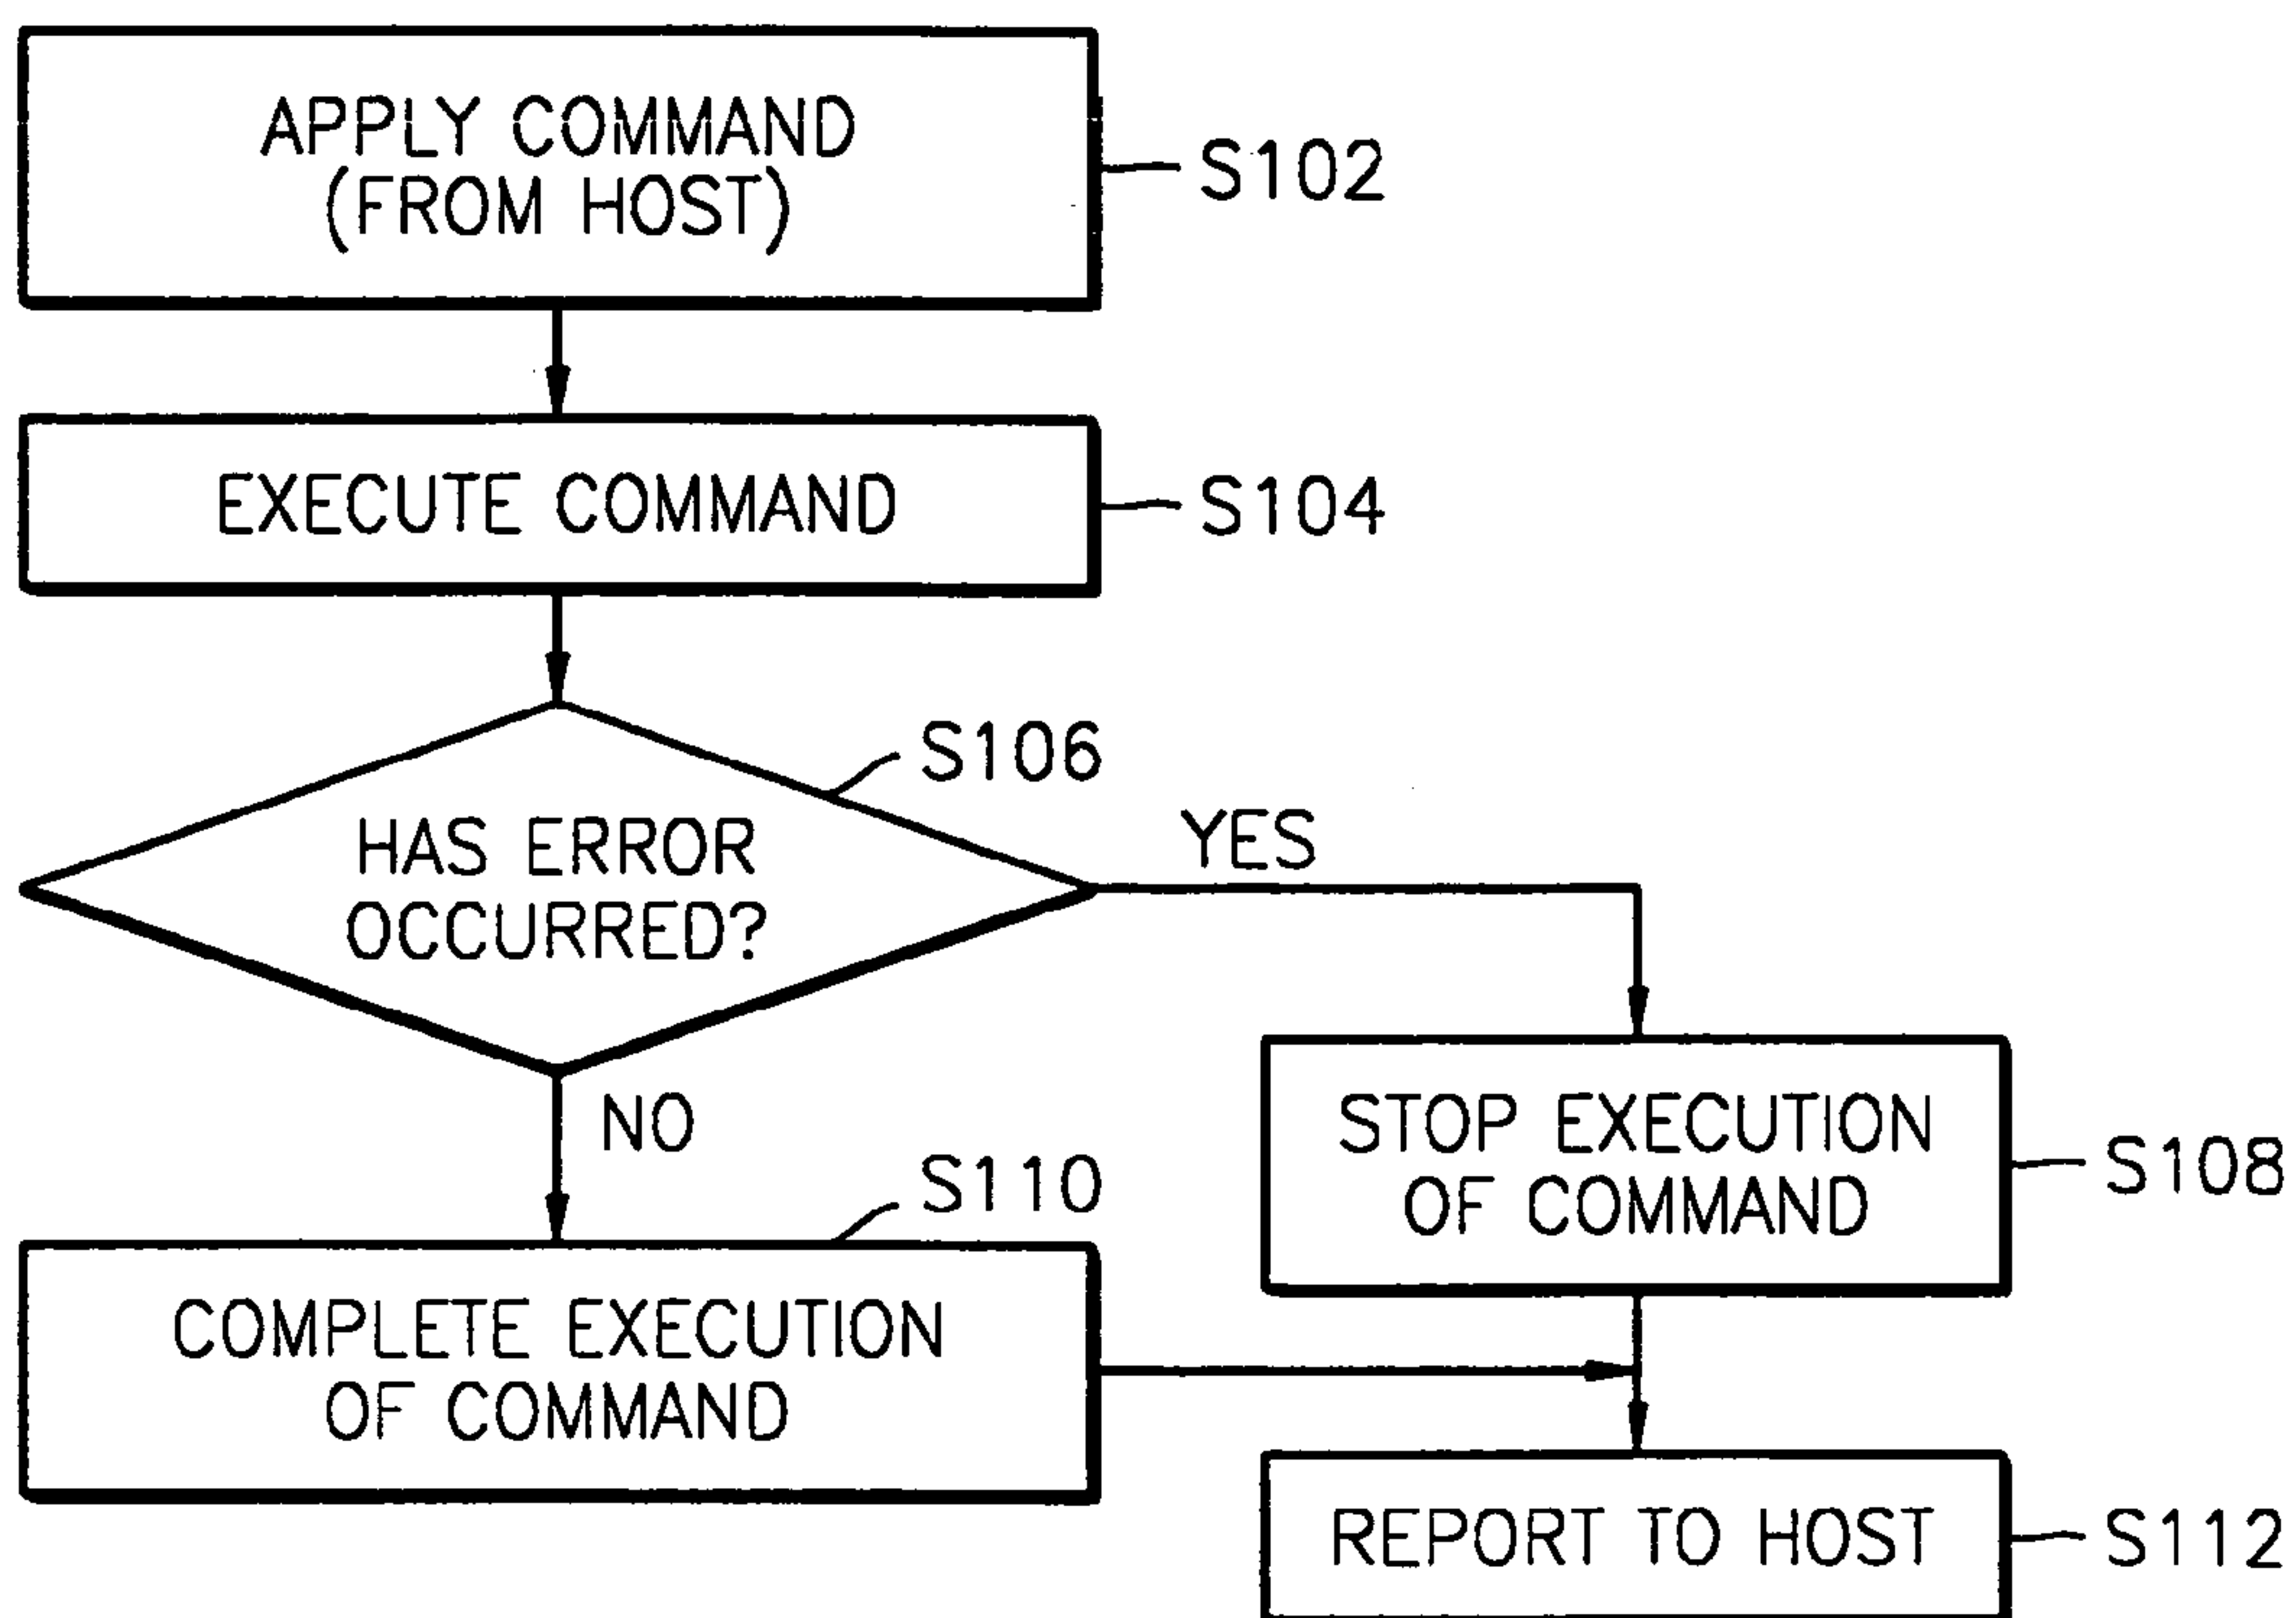 APPLY COMMAND
(FROM HOST)
S102
EXECUTE COMMAND
S104
S106
HAS ERROR
OCCURRED?
YES
NO
STOP EXECUTION
OF COMMAND
S108
S110
COMPLETE EXECUTION
OF COMMAND
REPORT TO HOST
S112